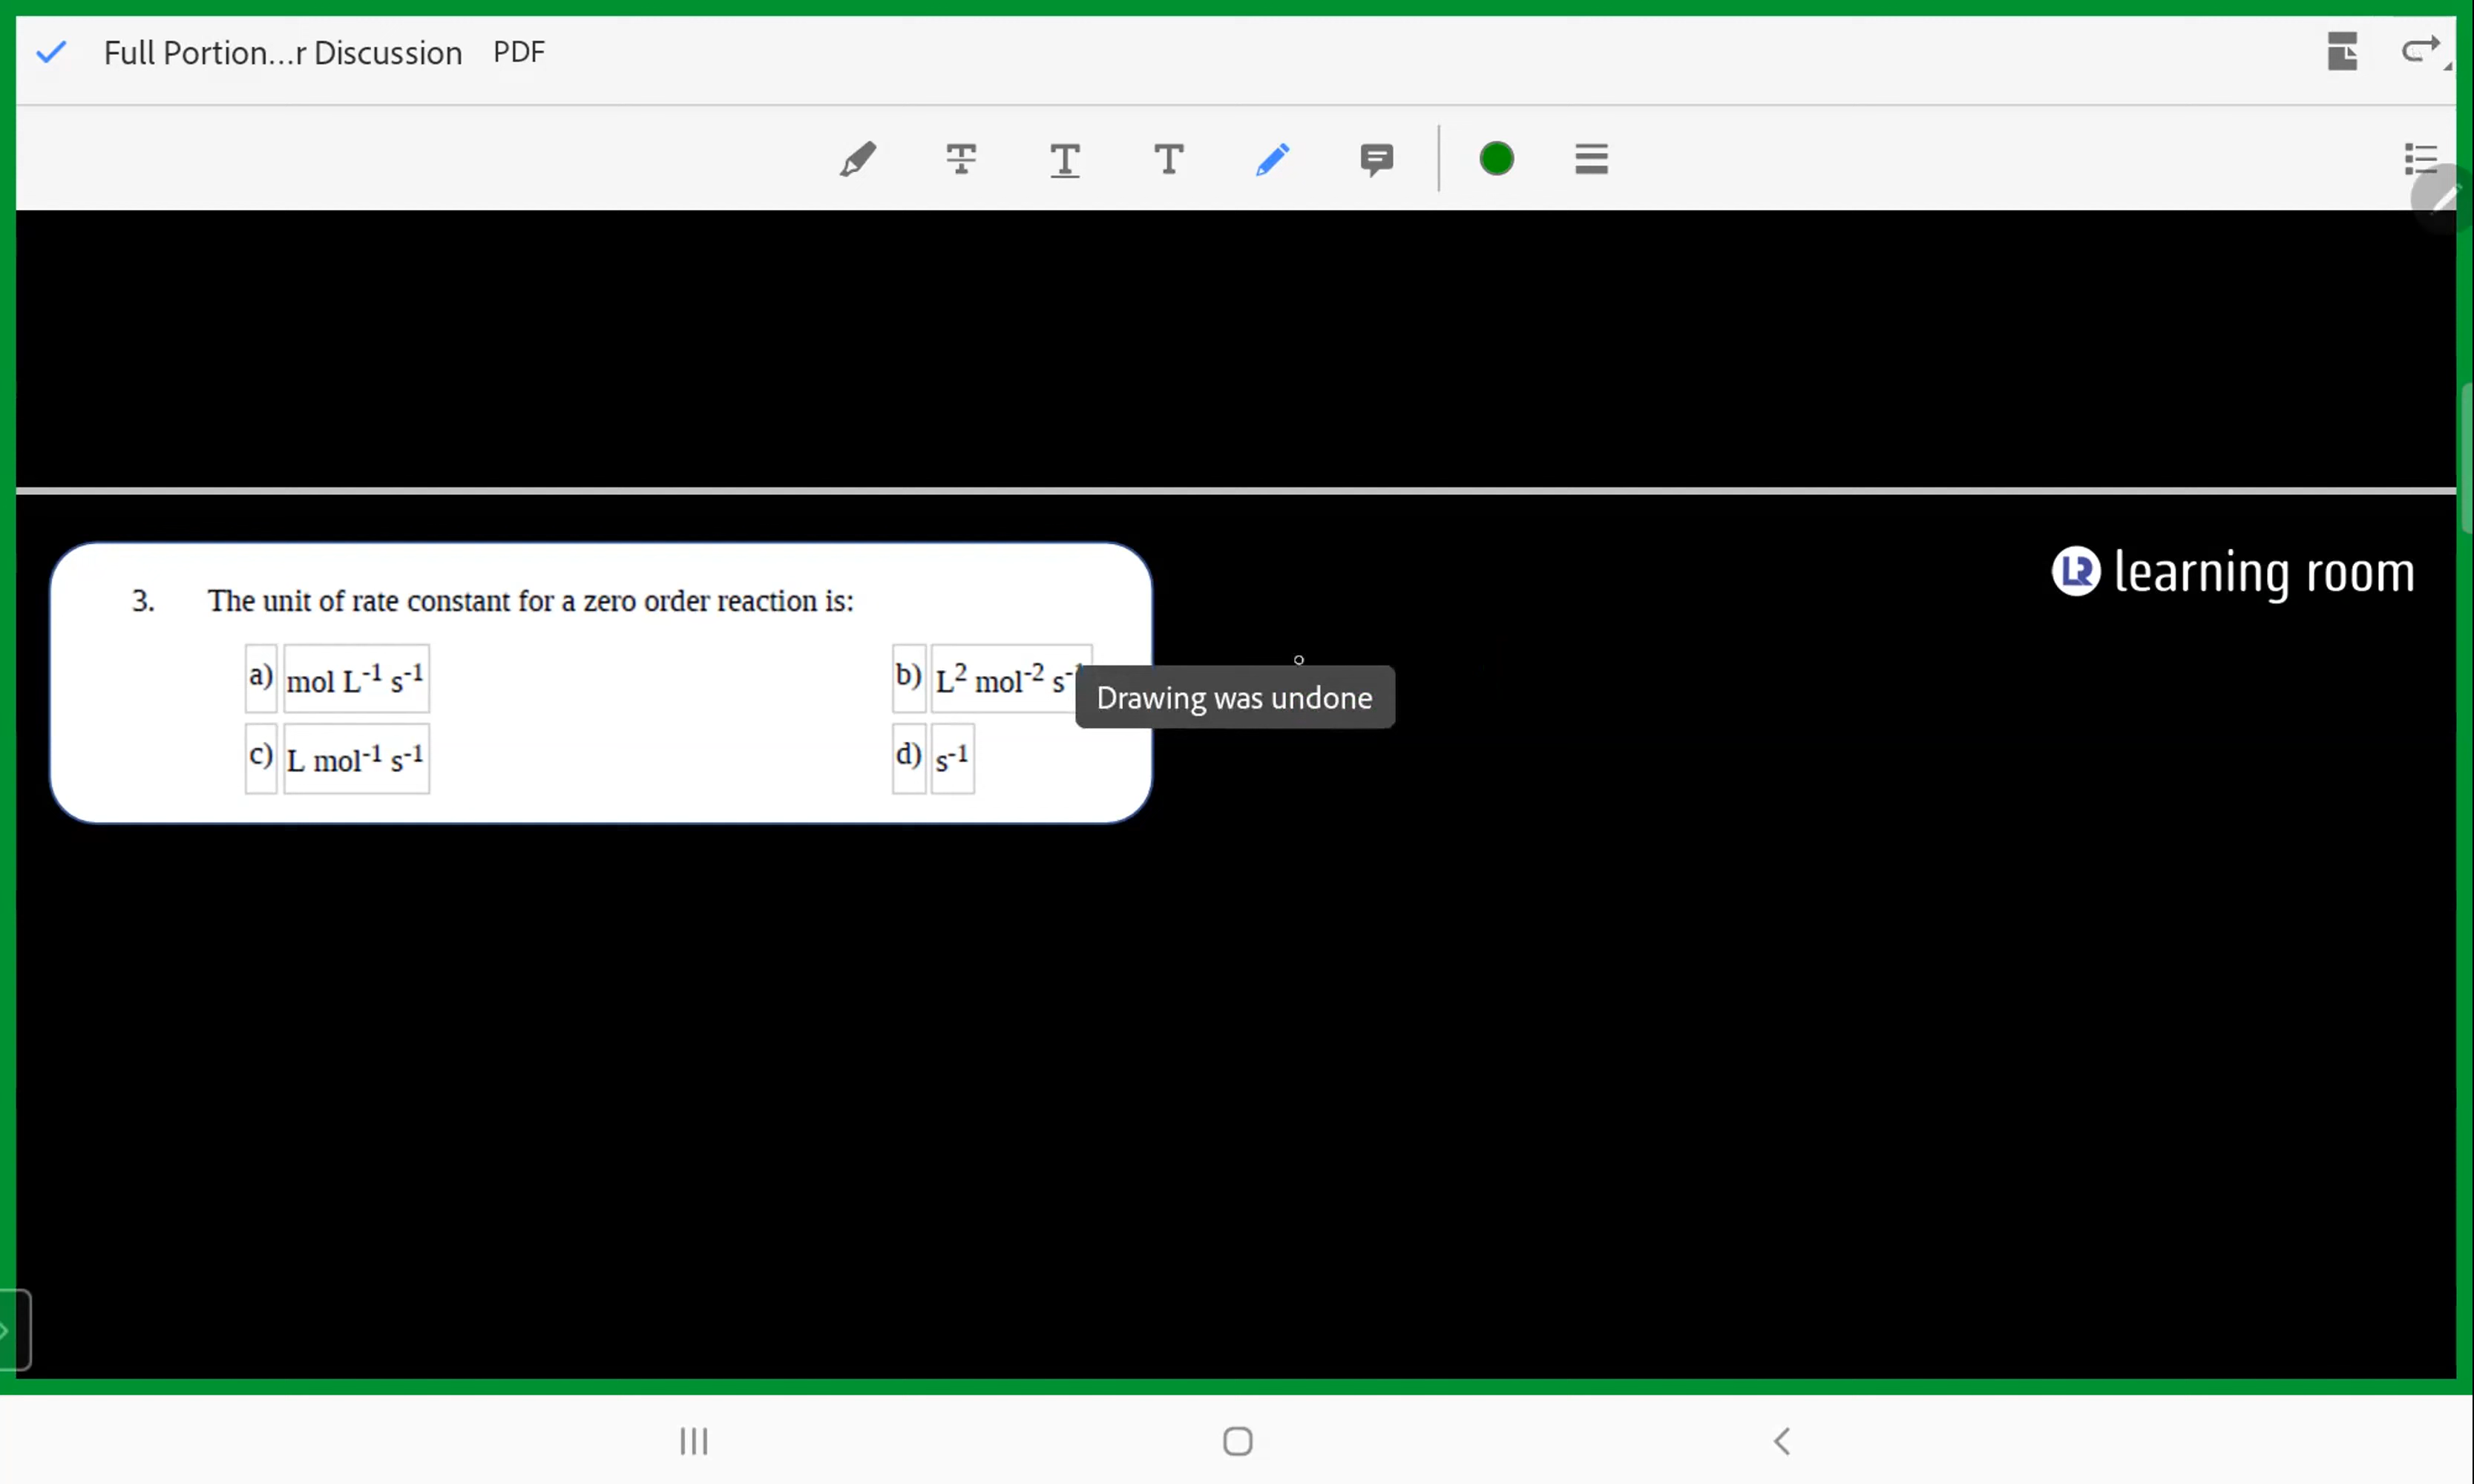 Full Portion...r Discussion PDF
learning room
3. The unit of rate constant for a zero order reaction is:
a) mol L⁻¹ s⁻¹ b) L² mol⁻² s⁻¹
Drawing was undone
c) L mol⁻¹ s⁻¹ d) s⁻¹